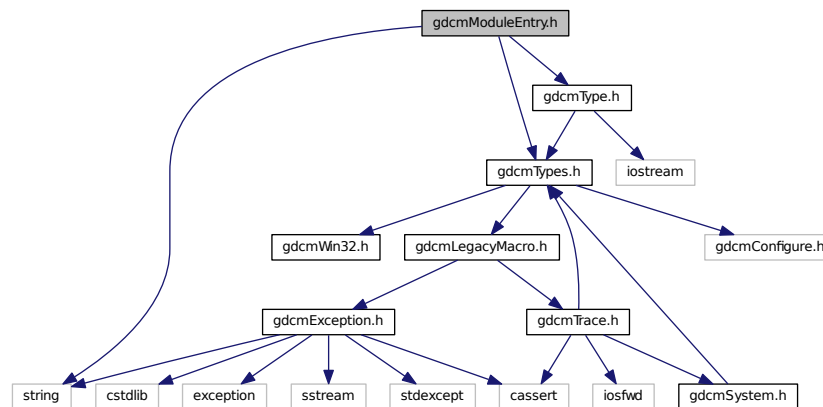 gdcmModuleEntry.h
gdcmType.h
gdcmTypes.h
iostream
gdcmWin32.h
gdcmLegacyMacro.h
gdcmConfigure.h
gdcmException.h
gdcmTrace.h
string
cstdlib
exception
sstream
stdexcept
cassert
iosfwd
gdcmSystem.h